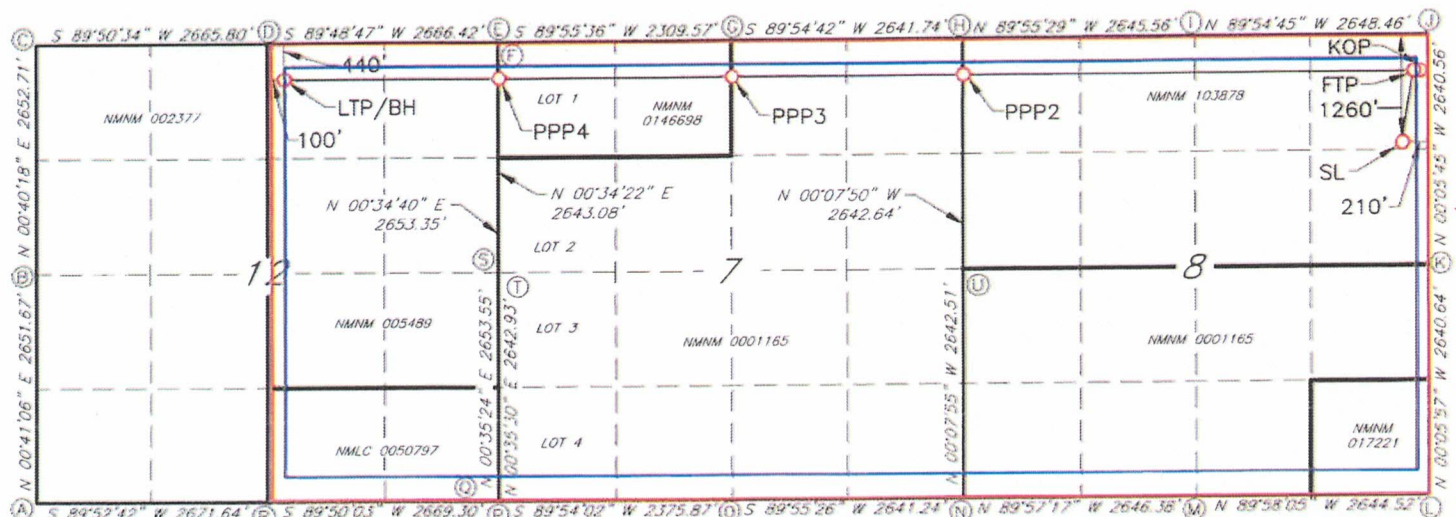 C
S 89°50'34" W 2665.80'
D
S 89°48'47" W 2666.42'
E
S 89°55'36" W 2309.57'
G
S 89°54'42" W 2641.74'
H
N 89°55'29" W 2645.56'
I
N 89°54'45" W 2648.46'
J
F
440'
KOP
FTP
1260'
LTP/BH
PPP4
PPP3
PPP2
LOT 1
NMNM
0146698
NMNM 002377
NMNM 103878
100'
SL
210'
N 00°40'18" E 2652.71'
N 00°34'40" E
2653.35'
N 00°34'22" E
2643.08'
N 00°07'50" W
2642.64'
N 00°05'45" W 2640.56'
LOT 2
B
12
S
T
7
U
8
K
NMNM 005489
LOT 3
NMNM 0001165
NMNM 0001165
N 00°41'06" E 2651.67'
N 00°35'24" E 2653.55'
N 00°35'30" E 2642.93'
N 00°07'55" W 2642.51'
N 00°05'57" W 2640.64'
NMLC 0050797
LOT 4
NMNM
017221
Q
A
S 89°52'42" W 2671.64'
S 89°50'03" W 2669.30'
S 89°54'02" W 2375.87'
O
S 89°55'26" W 2641.24'
N
N 89°57'17" W 2646.38'
M
N 89°58'05" W 2644.52'
L